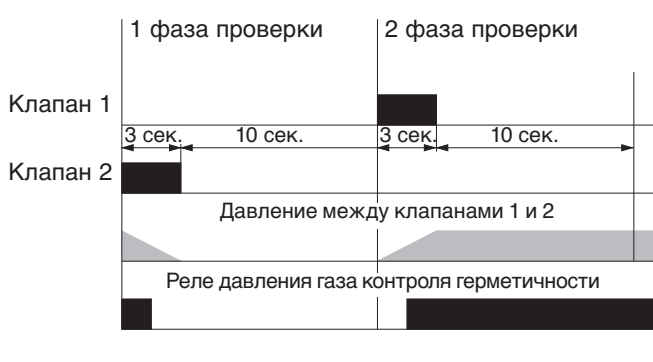 1 фаза проверки
2 фаза проверки
Клапан 1
3 сек.
10 сек.
3 сек.
10 сек.
Клапан 2
Давление между клапанами 1 и 2
Реле давления газа контроля герметичности